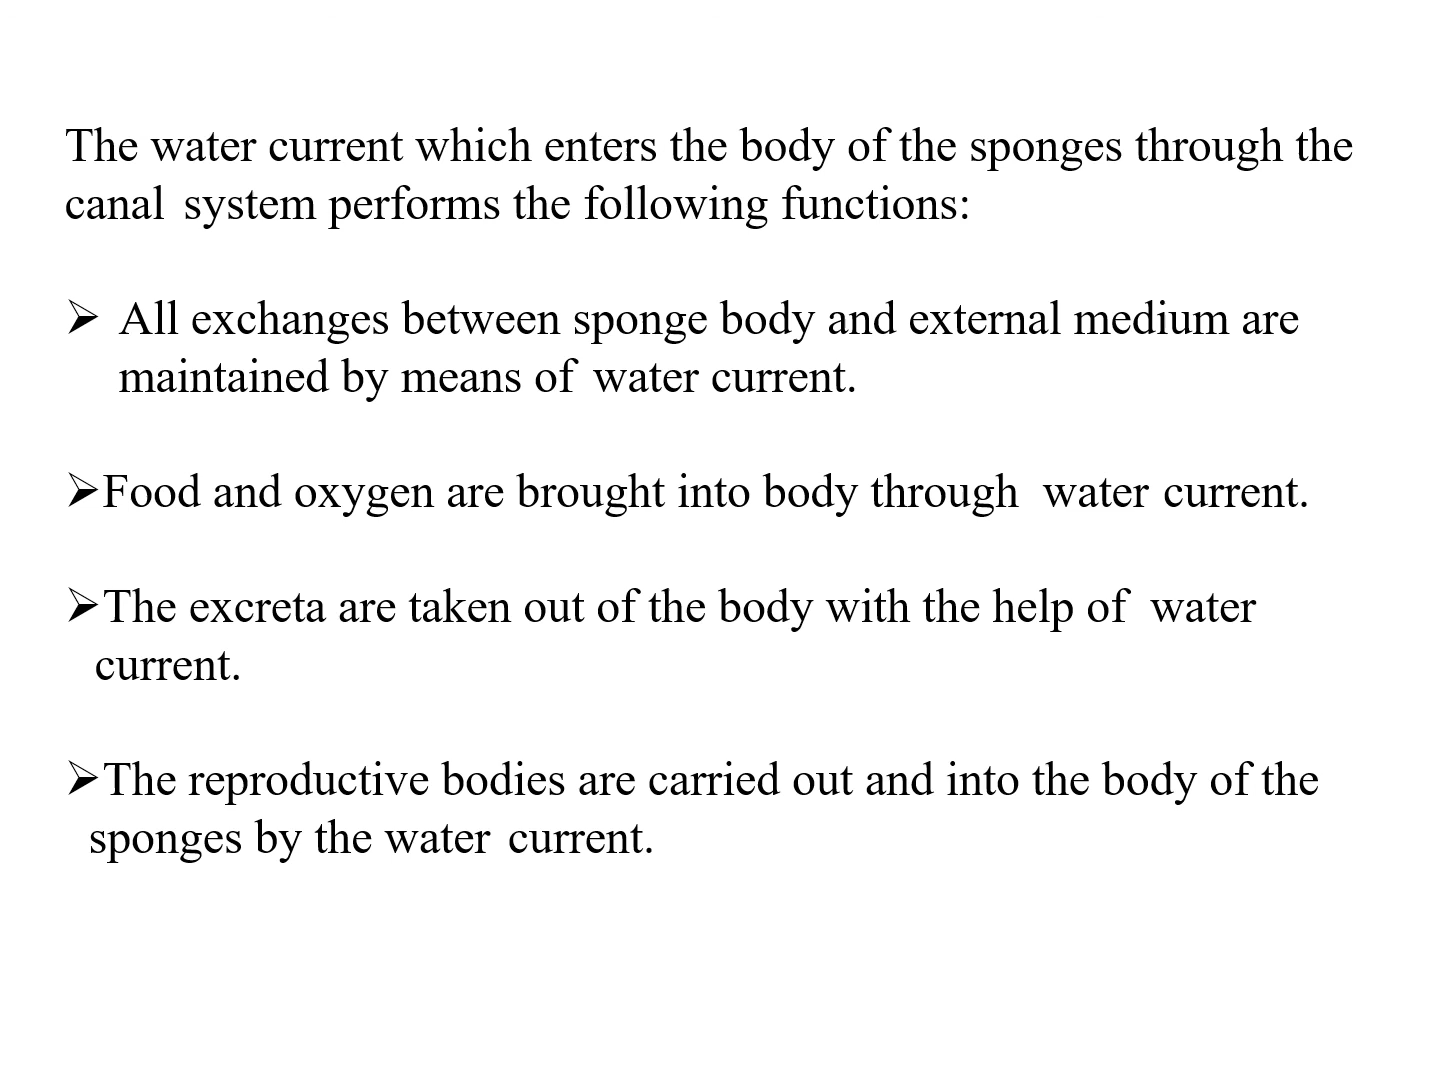 The water current which enters the body of the sponges through the
canal system performs the following functions:
➢ All exchanges between sponge body and external medium are
maintained by means of water current.
➢Food and oxygen are brought into body through water current.
➢The excreta are taken out of the body with the help of water
current.
➢The reproductive bodies are carried out and into the body of the
sponges by the water current.